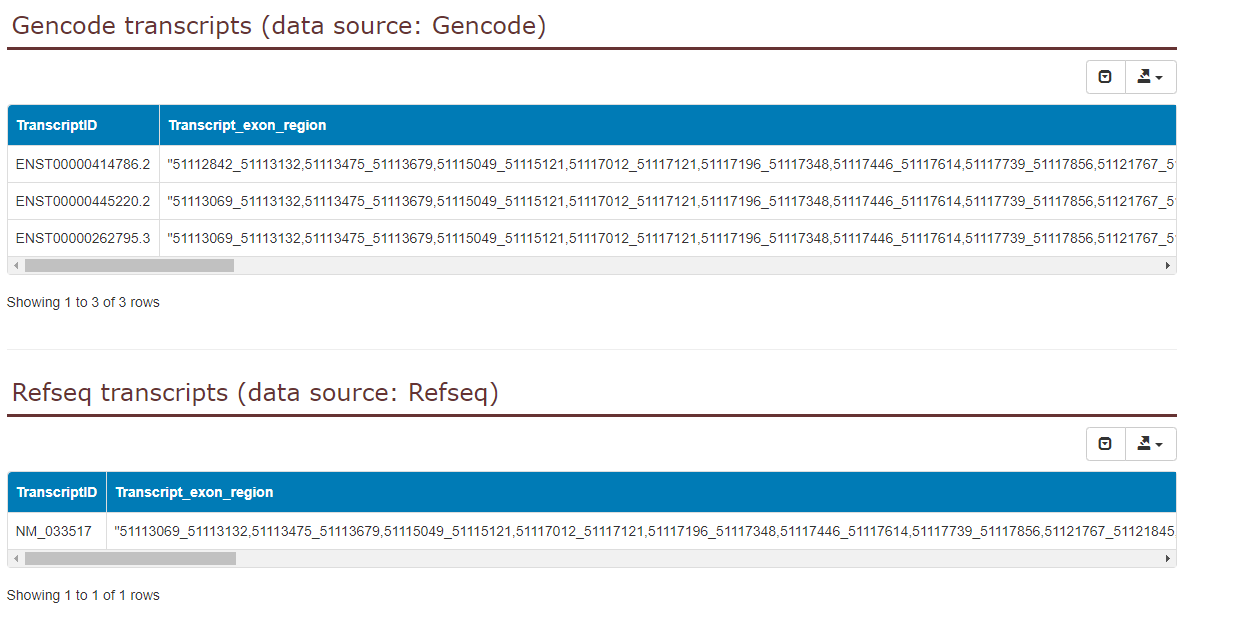 Gencode transcripts (data source: Gencode)
TranscriptID Transcript_exon_region
ENST00000414786.2 "51112842_51113132,51113475_51113679,51115049_51115121,51117012_51117121,51117196_51117348,51117446_51117614,51117739_51117856,51121767_5
ENST00000445220.2 "51113069_51113132,51113475_51113679,51115049_51115121,51117012_51117121,51117196_51117348,51117446_51117614,51117739_51117856,51121767_5
ENST00000262795.3 "51113069_51113132,51113475_51113679,51115049_51115121,51117012_51117121,51117196_51117348,51117446_51117614,51117739_51117856,51121767_5
Showing 1 to 3 of 3 rows
Refseq transcripts (data source: Refseq)
TranscriptID Transcript_exon_region
NM_033517 "51113069_51113132,51113475_51113679,51115049_51115121,51117012_51117121,51117196_51117348,51117446_51117614,51117739_51117856,51121767_51121845
Showing 1 to 1 of 1 rows